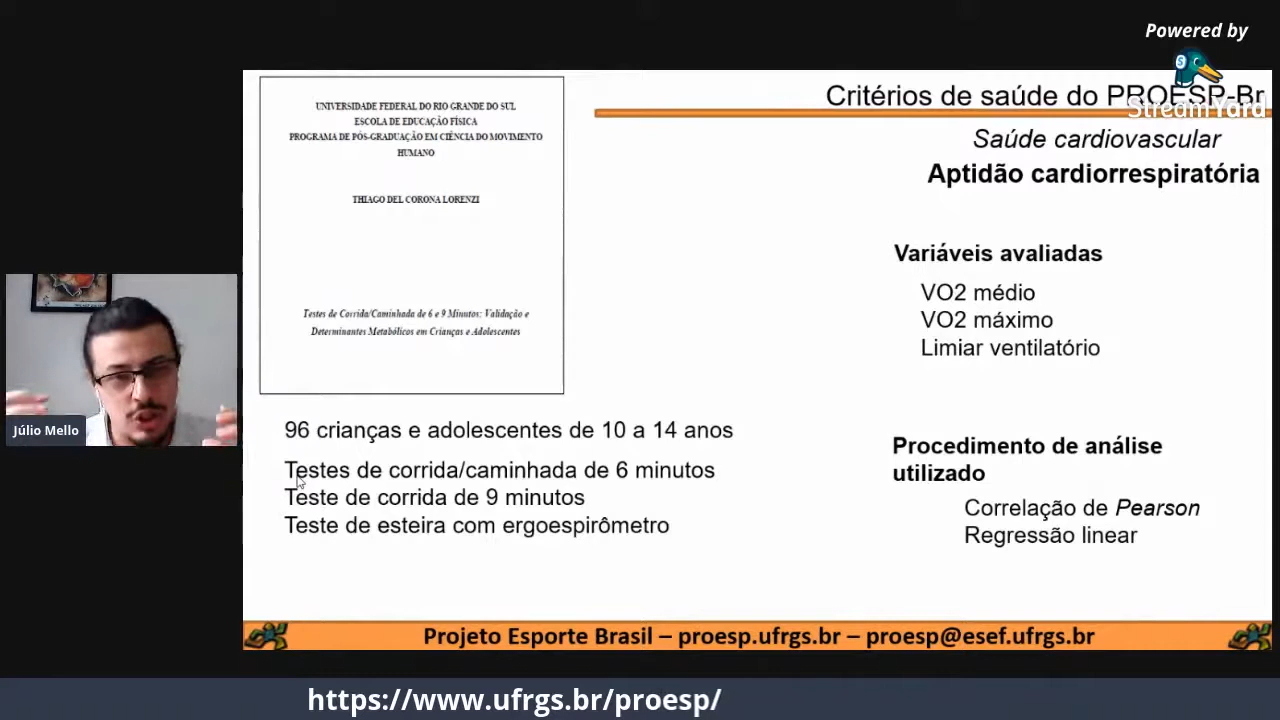 Powered by
StreamYard
Critérios de saúde do PROESP-Br
Saúde cardiovascular
Aptidão cardiorrespiratória
UNIVERSIDADE FEDERAL DO RIO GRANDE DO SUL
ESCOLA DE EDUCAÇÃO FÍSICA
PROGRAMA DE PÓS-GRADUAÇÃO EM CIÊNCIA DO MOVIMENTO
HUMANO
THIAGO DEL CORONA LORENZI
Testes de Corrida/Caminhada de 6 e 9 Minutos: Validação e
Determinantes Metabólicos em Crianças e Adolescentes
96 crianças e adolescentes de 10 a 14 anos
Testes de corrida/caminhada de 6 minutos
Teste de corrida de 9 minutos
Teste de esteira com ergoespirômetro
Variáveis avaliadas
VO2 médio
VO2 máximo
Limiar ventilatório
Procedimento de análise
utilizado
Correlação de Pearson
Regressão linear
Júlio Mello
Projeto Esporte Brasil – proesp.ufrgs.br – proesp@esef.ufrgs.br
https://www.ufrgs.br/proesp/